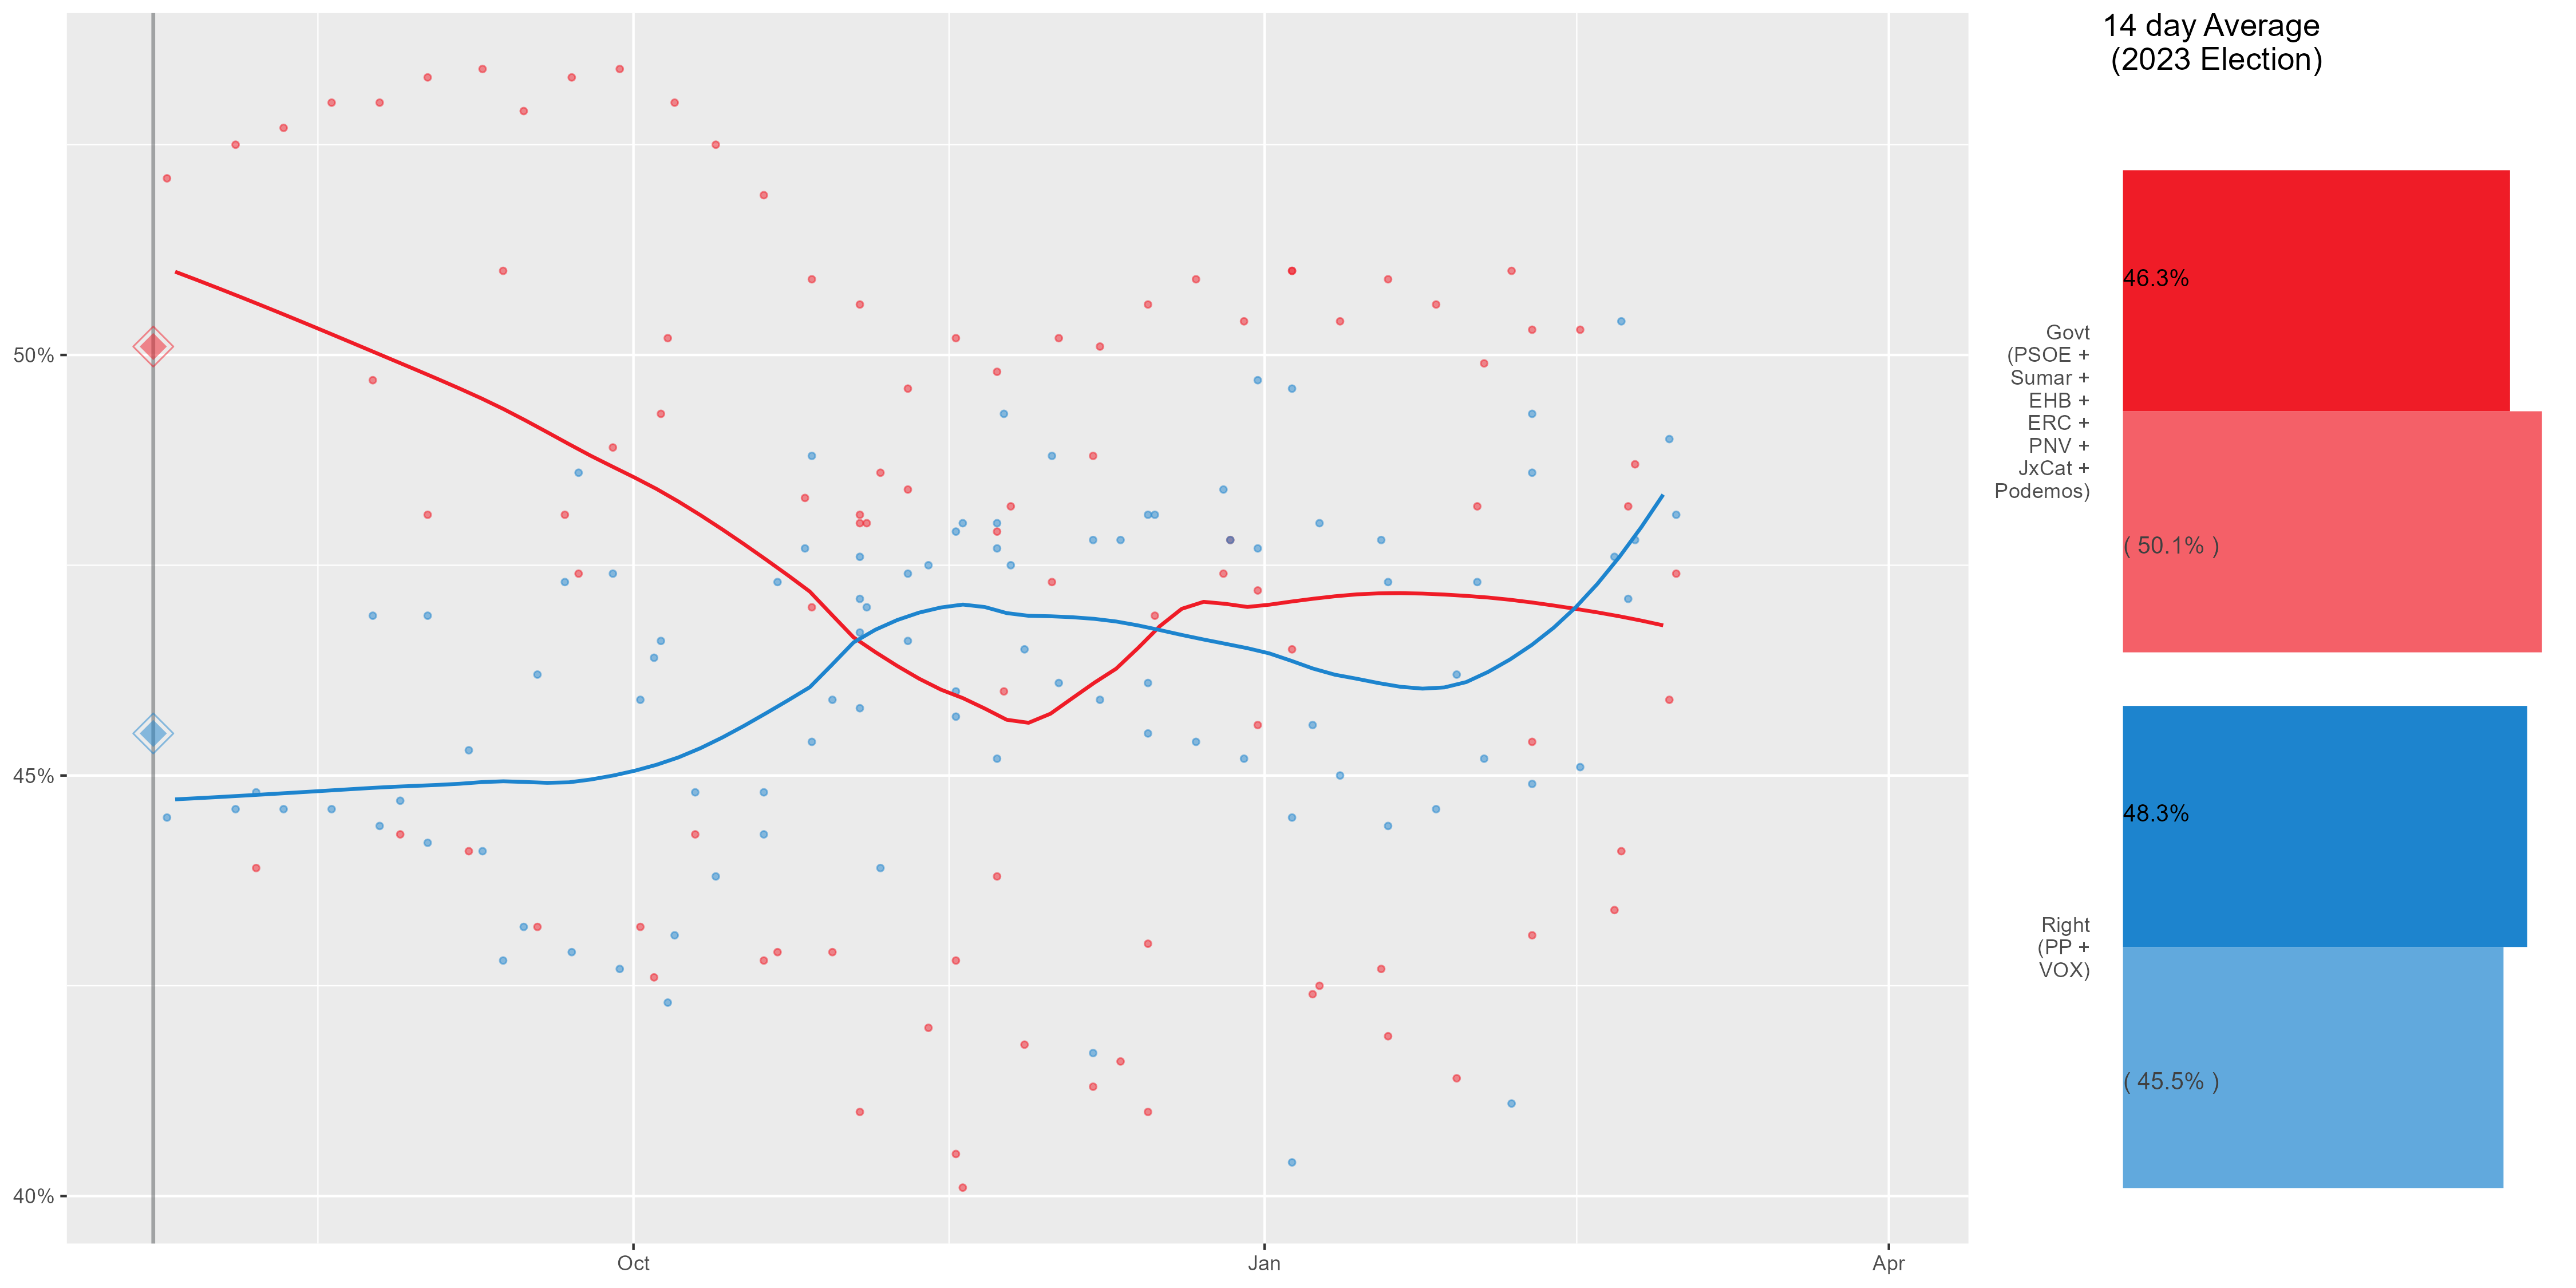 14 day Average
(2023 Election)
50%
45%
40%
Oct
Jan
Apr
Govt
(PSOE +
Sumar +
EHB +
ERC +
PNV +
JxCat +
Podemos)
46.3%
( 50.1% )
Right
(PP +
VOX)
48.3%
( 45.5% )